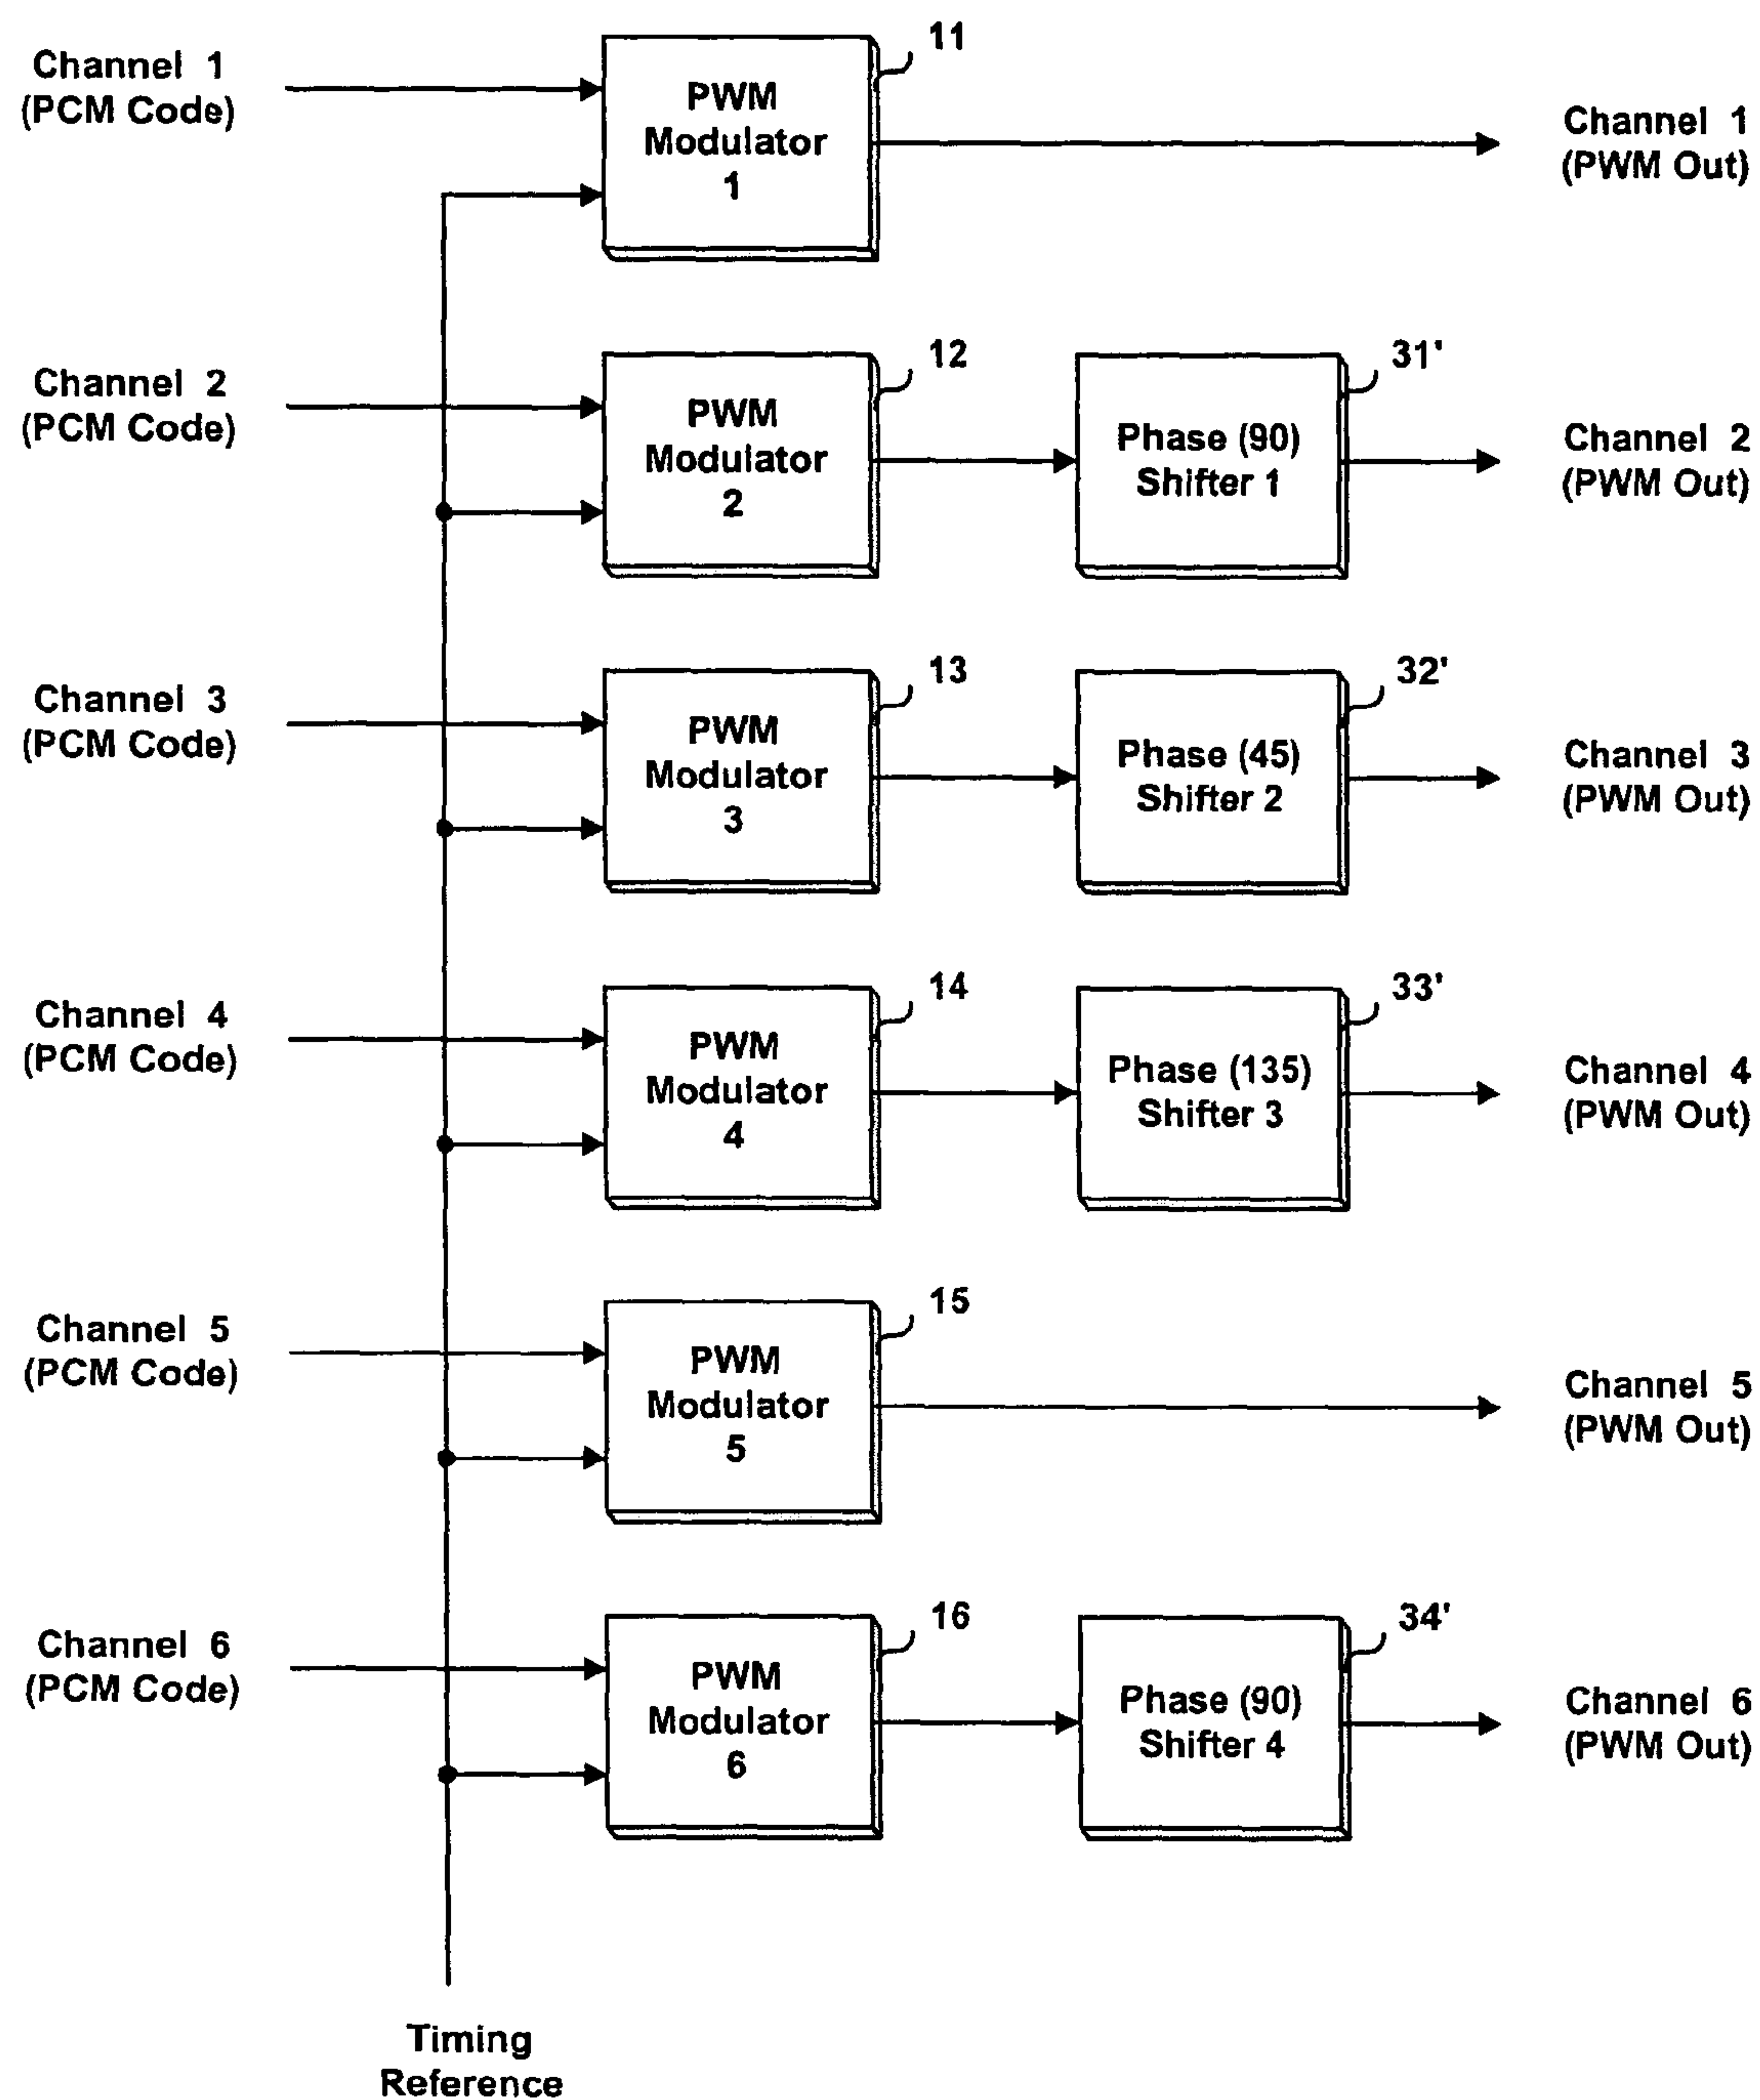 Channel 1
(PCM Code)
PWM
Modulator
1
11
Channel 1
(PWM Out)
Channel 2
(PCM Code)
PWM
Modulator
2
12
Phase (90)
Shifter 1
31'
Channel 2
(PWM Out)
Channel 3
(PCM Code)
PWM
Modulator
3
13
Phase (45)
Shifter 2
32'
Channel 3
(PWM Out)
Channel 4
(PCM Code)
PWM
Modulator
4
14
Phase (135)
Shifter 3
33'
Channel 4
(PWM Out)
Channel 5
(PCM Code)
PWM
Modulator
5
15
Channel 5
(PWM Out)
Channel 6
(PCM Code)
PWM
Modulator
6
16
Phase (90)
Shifter 4
34'
Channel 6
(PWM Out)
Timing
Reference